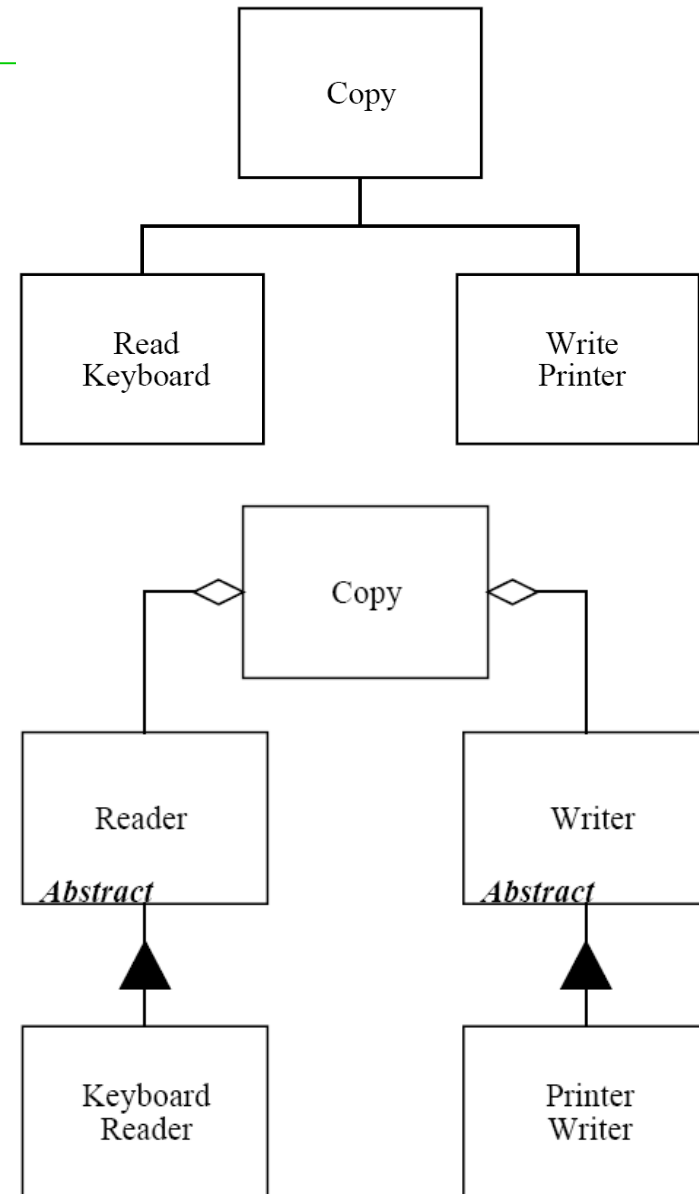 Copy
Read
Keyboard
Write
Printer
Copy
Reader
Abstract
Writer
Abstract
Keyboard
Reader
Printer
Writer